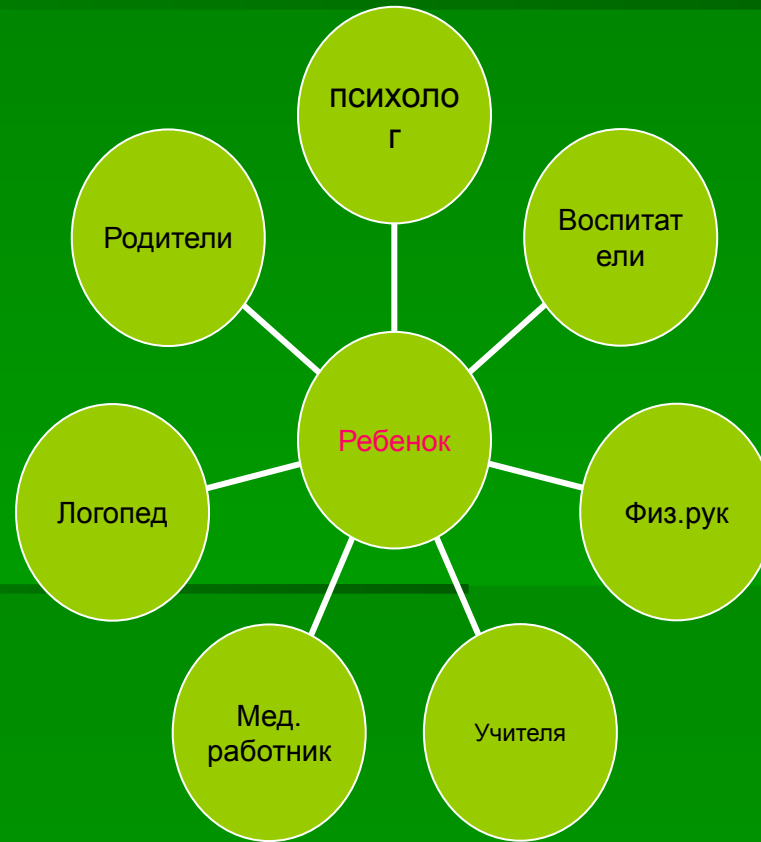 психоло
г
Родители
Воспитат
ели
Ребенок
Логопед
Физ.рук
Мед.
работник
Учителя